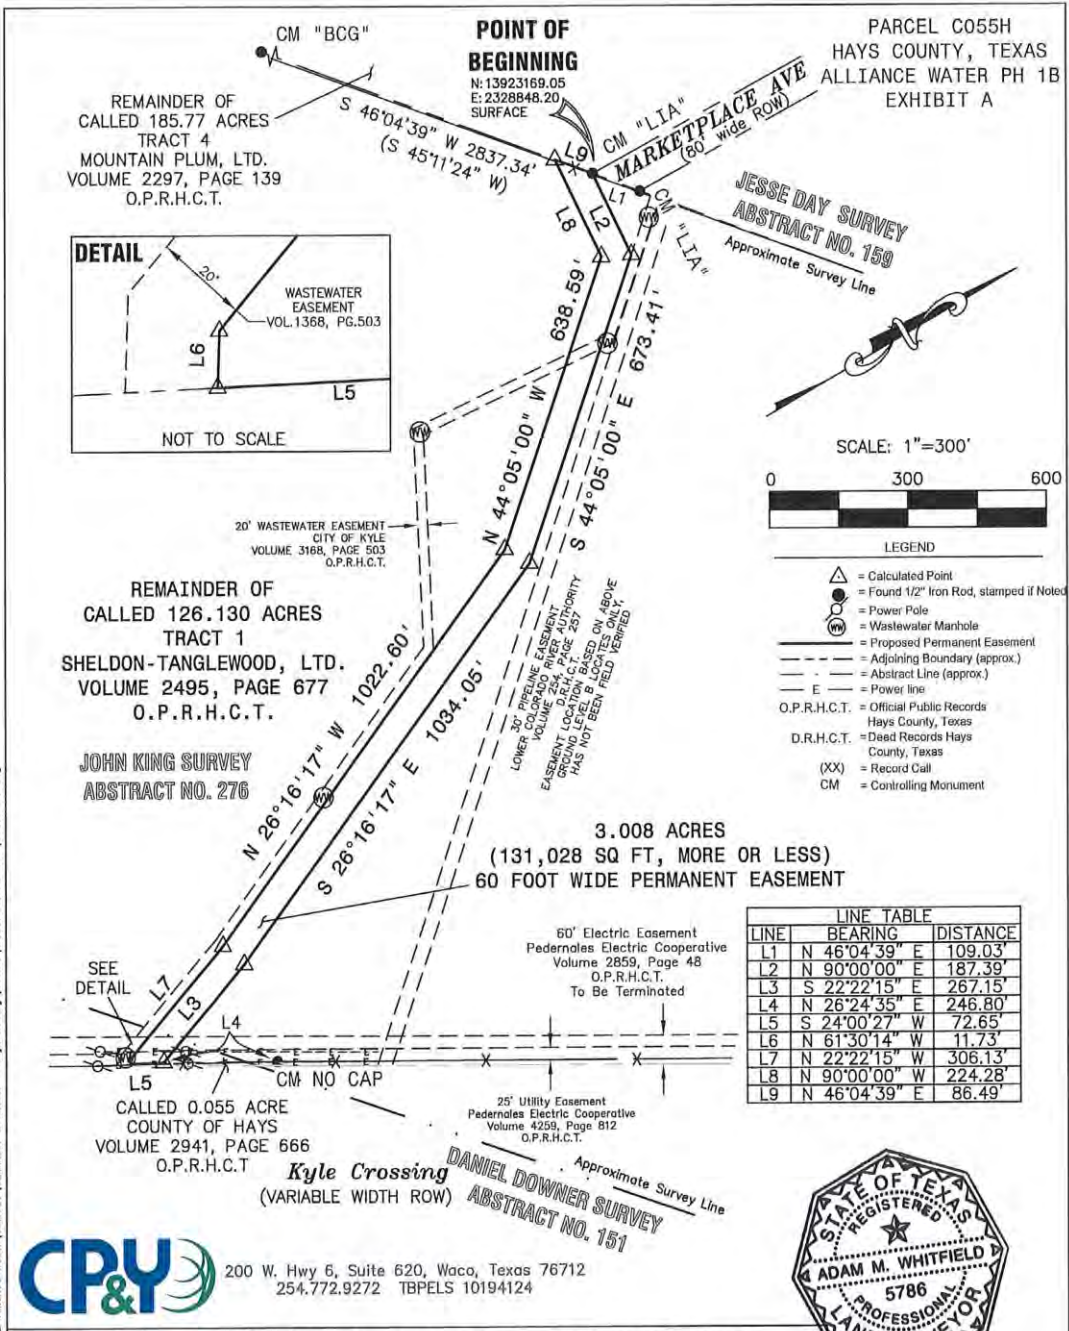 CM "BCG"
POINT OF
BEGINNING
N:13923169.05
E:2328848.20
SURFACE
PARCEL C055H
HAYS COUNTY, TEXAS
ALLIANCE WATER PH 1B
EXHIBIT A
REMAINDER OF
CALLED 185.77 ACRES
TRACT 4
MOUNTAIN PLUM, LTD.
VOLUME 2297, PAGE 139
O.P.R.H.C.T.
S 46°04'39" W 2837.34'
(S 45°11'24" W)
CM "LIA"
MARKETPLACE AVE
(80' wide ROW)
L9
L1
L8
L2
CM "LIA"
JESSE DAY SURVEY
ABSTRACT NO. 159
Approximate Survey Line
DETAIL
20'
WASTEWATER
EASEMENT
VOL.1368, PG.503
L6
L5
NOT TO SCALE
WW
WW
WW
N 44°05'00" W 638.59'
S 44°05'00" E 673.41'
N
SCALE: 1"=300'
0 300 600
20' WASTEWATER EASEMENT
CITY OF KYLE
VOLUME 3168, PAGE 503
O.P.R.H.C.T.
LEGEND
= Calculated Point
= Found 1/2" Iron Rod, stamped if Noted
= Power Pole
WW = Wastewater Manhole
= Proposed Permanent Easement
= Adjoining Boundary (approx.)
= Abstract Line (approx.)
E = Power line
O.P.R.H.C.T. = Official Public Records
Hays County, Texas
D.R.H.C.T. = Deed Records Hays
County, Texas
(XX) = Record Call
CM = Controlling Monument
REMAINDER OF
CALLED 126.130 ACRES
TRACT 1
SHELDON-TANGLEWOOD, LTD.
VOLUME 2495, PAGE 677
O.P.R.H.C.T.
JOHN KING SURVEY
ABSTRACT NO. 276
30' PIPELINE EASEMENT
LOWER COLORADO RIVER AUTHORITY
VOLUME 254, PAGE 257
D.R.H.C.T.
EASEMENT LOCATION BASED ON ABOVE
GROUND LEVEL B LOCATES ONLY,
HAS NOT BEEN FIELD VERIFIED
N 26°16'17" W 1022.60'
S 26°16'17" E 1034.05'
WW
3.008 ACRES
(131,028 SQ FT, MORE OR LESS)
60 FOOT WIDE PERMANENT EASEMENT
60' Electric Easement
Pedernales Electric Cooperative
Volume 2859, Page 48
O.P.R.H.C.T.
To Be Terminated
LINE TABLE
LINE BEARING DISTANCE
L1 N 46°04'39" E 109.03'
L2 N 90°00'00" E 187.39'
L3 S 22°22'15" E 267.15'
L4 N 26°24'35" E 246.80'
L5 S 24°00'27" W 72.65'
L6 N 61°30'14" W 11.73'
L7 N 22°22'15" W 306.13'
L8 N 90°00'00" W 224.28'
L9 N 46°04'39" E 86.49'
SEE
DETAIL
L7
L3
L4
L5
CM NO CAP
CALLED 0.055 ACRE
COUNTY OF HAYS
VOLUME 2941, PAGE 666
O.P.R.H.C.T
25' Utility Easement
Pedernales Electric Cooperative
Volume 4259, Page 812
O.P.R.H.C.T.
Kyle Crossing
(VARIABLE WIDTH ROW)
DANIEL DOWNER SURVEY
ABSTRACT NO. 151
Approximate Survey Line
CP&Y
200 W. Hwy 6, Suite 620, Waco, Texas 76712
254.772.9272 TBPELS 10194124
STATE OF TEXAS
REGISTERED
ADAM M. WHITFIELD
5786
PROFESSIONAL